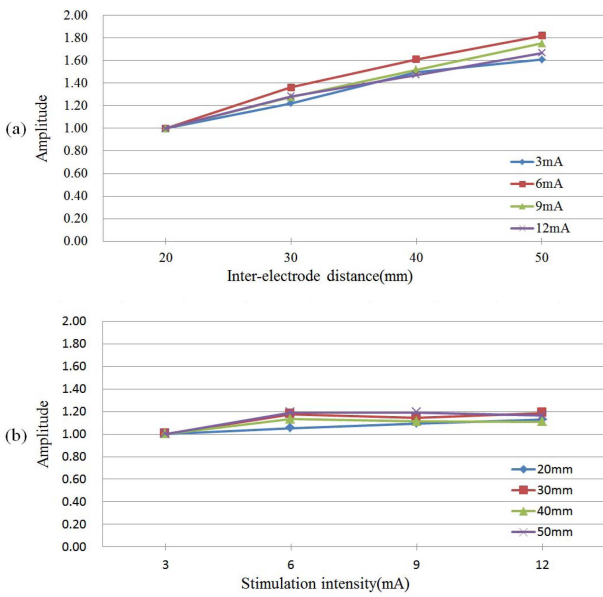 (a)
Amplitude
2.00
1.80
1.60
1.40
1.20
1.00
0.80
0.60
0.40
0.20
0.00
3mA
6mA
9mA
12mA
20 30 40 50
Inter-electrode distance(mm)
(b)
Amplitude
2.00
1.80
1.60
1.40
1.20
1.00
0.80
0.60
0.40
0.20
0.00
20mm
30mm
40mm
50mm
3 6 9 12
Stimulation intensity(mA)